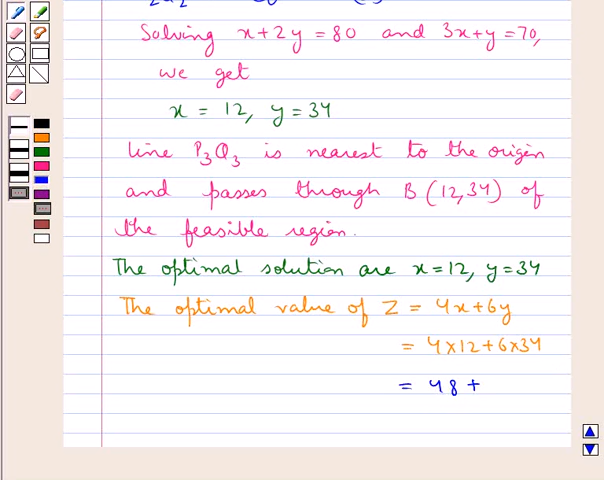 Solving x+2y=80 and 3x+y=70,
we get
x = 12, y=34
line P₃Q₃ is nearest to the origin
and passes through B (12,34) of
the feasible region.
The optimal solution are x=12, y=34
The optimal value of Z = 4x+6y
= 4×12+6×34
= 48 +